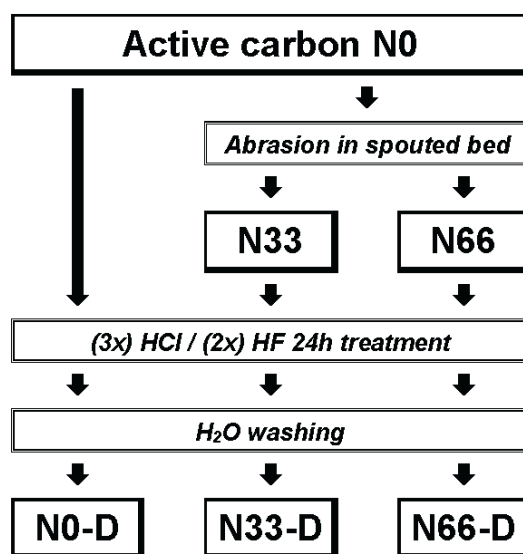 Active carbon N0
Abrasion in spouted bed
N33
N66
(3x) HCl / (2x) HF 24h treatment
H₂O washing
N0-D
N33-D
N66-D